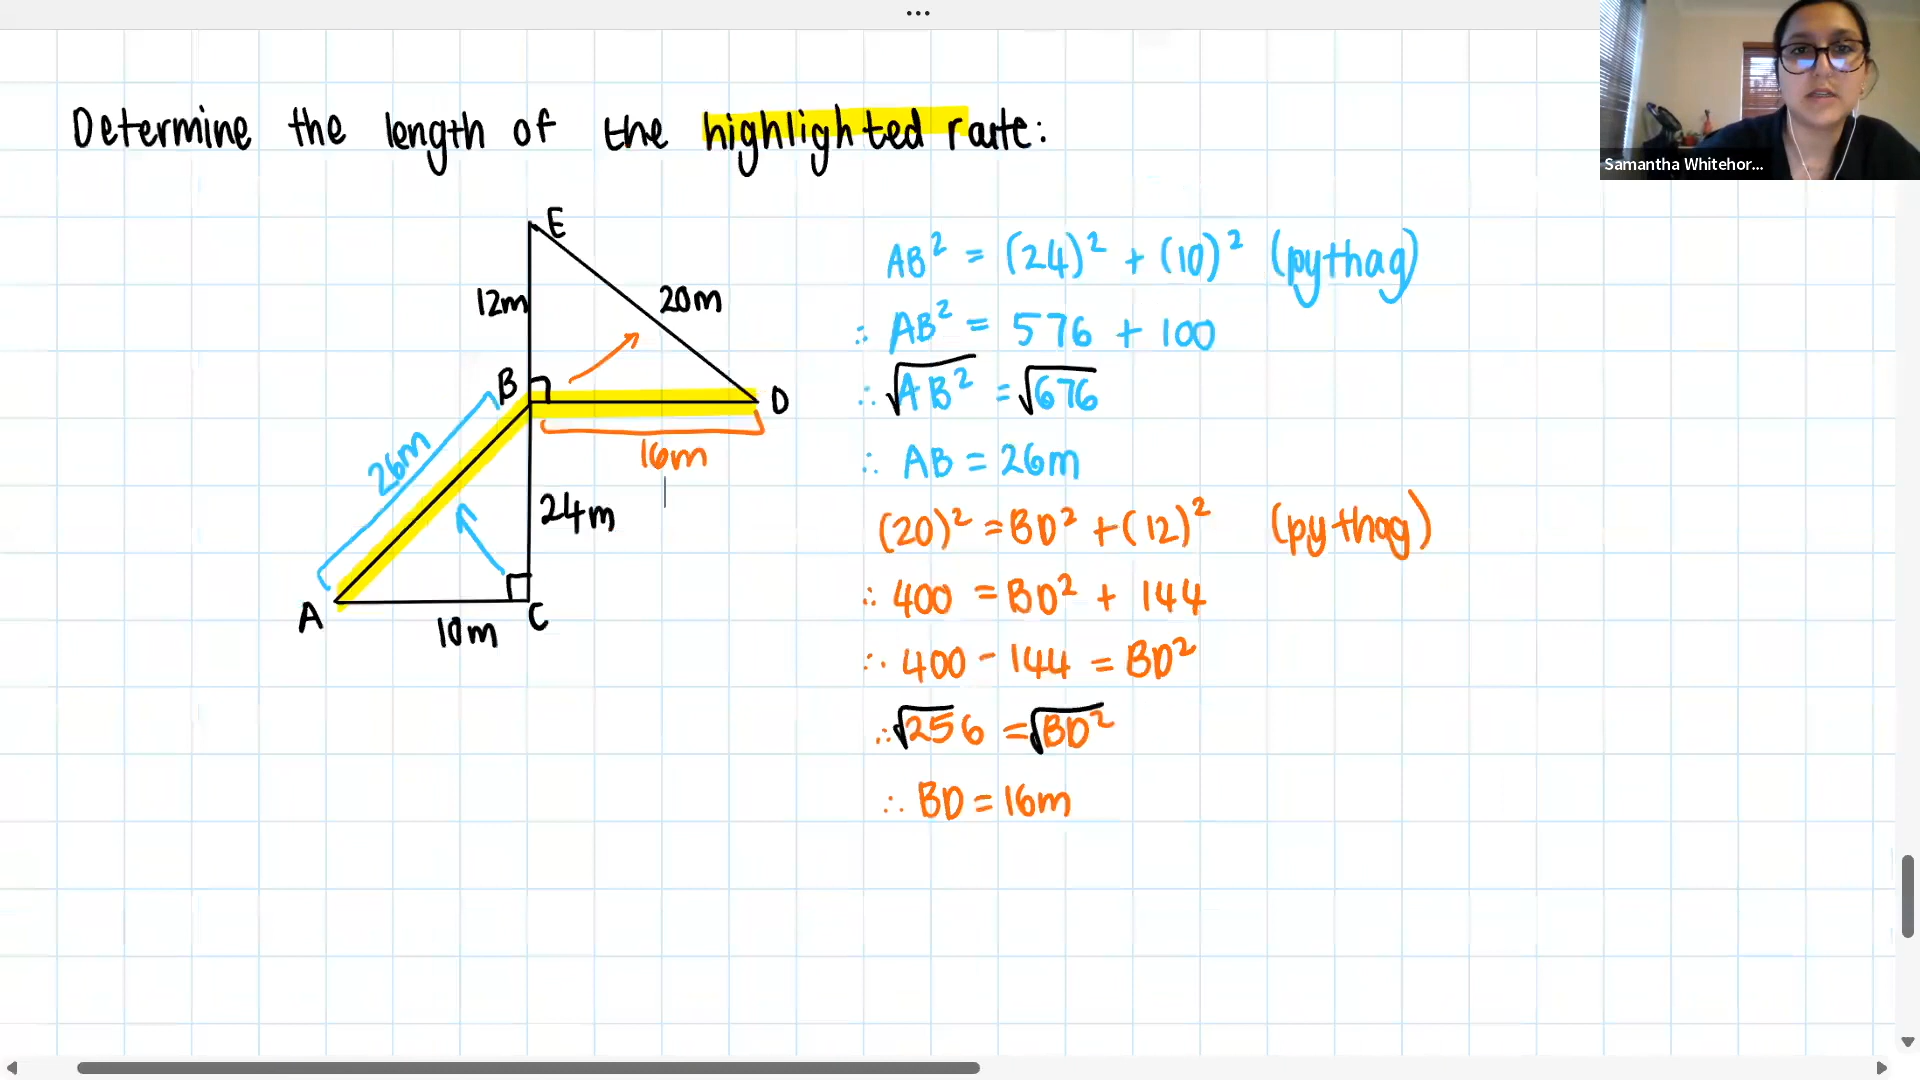 Determine the length of the highlighted route:
Samantha Whitehor...
E
12m
20m
B
D
16m
26m
24m
A
10m
C
AB² = (24)² + (10)² (pythag)
∴ AB² = 576 + 100
∴ √AB² = √676
∴ AB = 26m
(20)² = BD² + (12)² (pythag)
∴ 400 = BD² + 144
∴ 400 - 144 = BD²
∴ √256 = √BD²
∴ BD = 16m